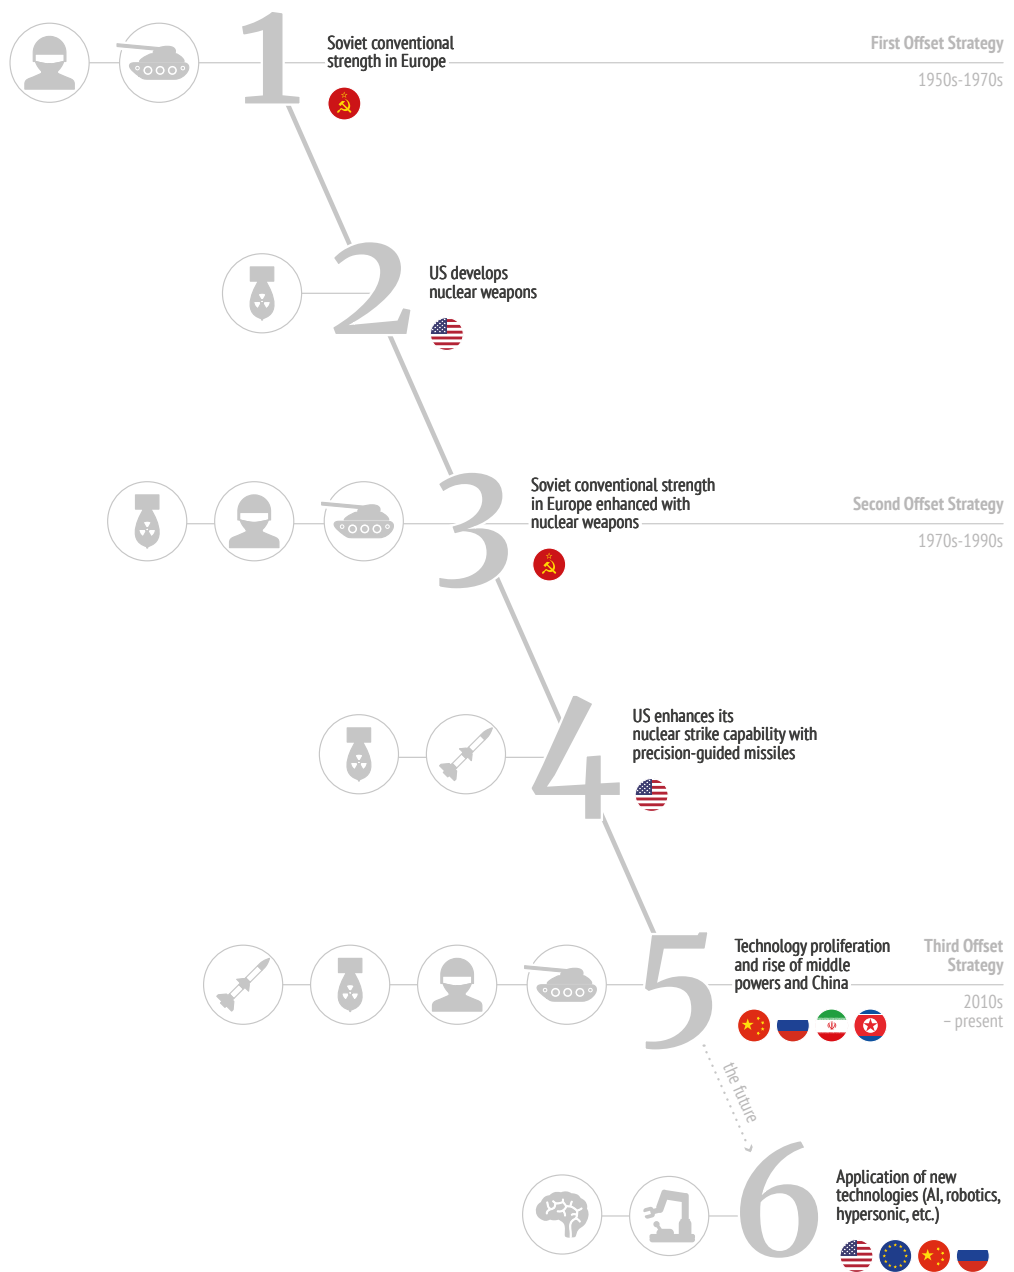 1
Soviet conventional
strength in Europe
First Offset Strategy
1950s-1970s
2
US develops
nuclear weapons
3
Soviet conventional strength
in Europe enhanced with
nuclear weapons
Second Offset Strategy
1970s-1990s
4
US enhances its
nuclear strike capability with
precision-guided missiles
5
Technology proliferation
and rise of middle
powers and China
Third Offset
Strategy
2010s
– present
the future
6
Application of new
technologies (AI, robotics,
hypersonic, etc.)